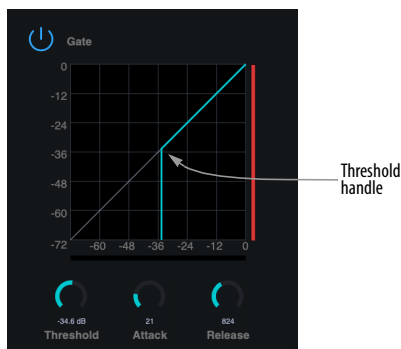 Gate
0
-12
-24
-36
-48
-60
-72
-60 -48 -36 -24 -12 0
Threshold
handle
-34.6 dB 21 824
Threshold Attack Release